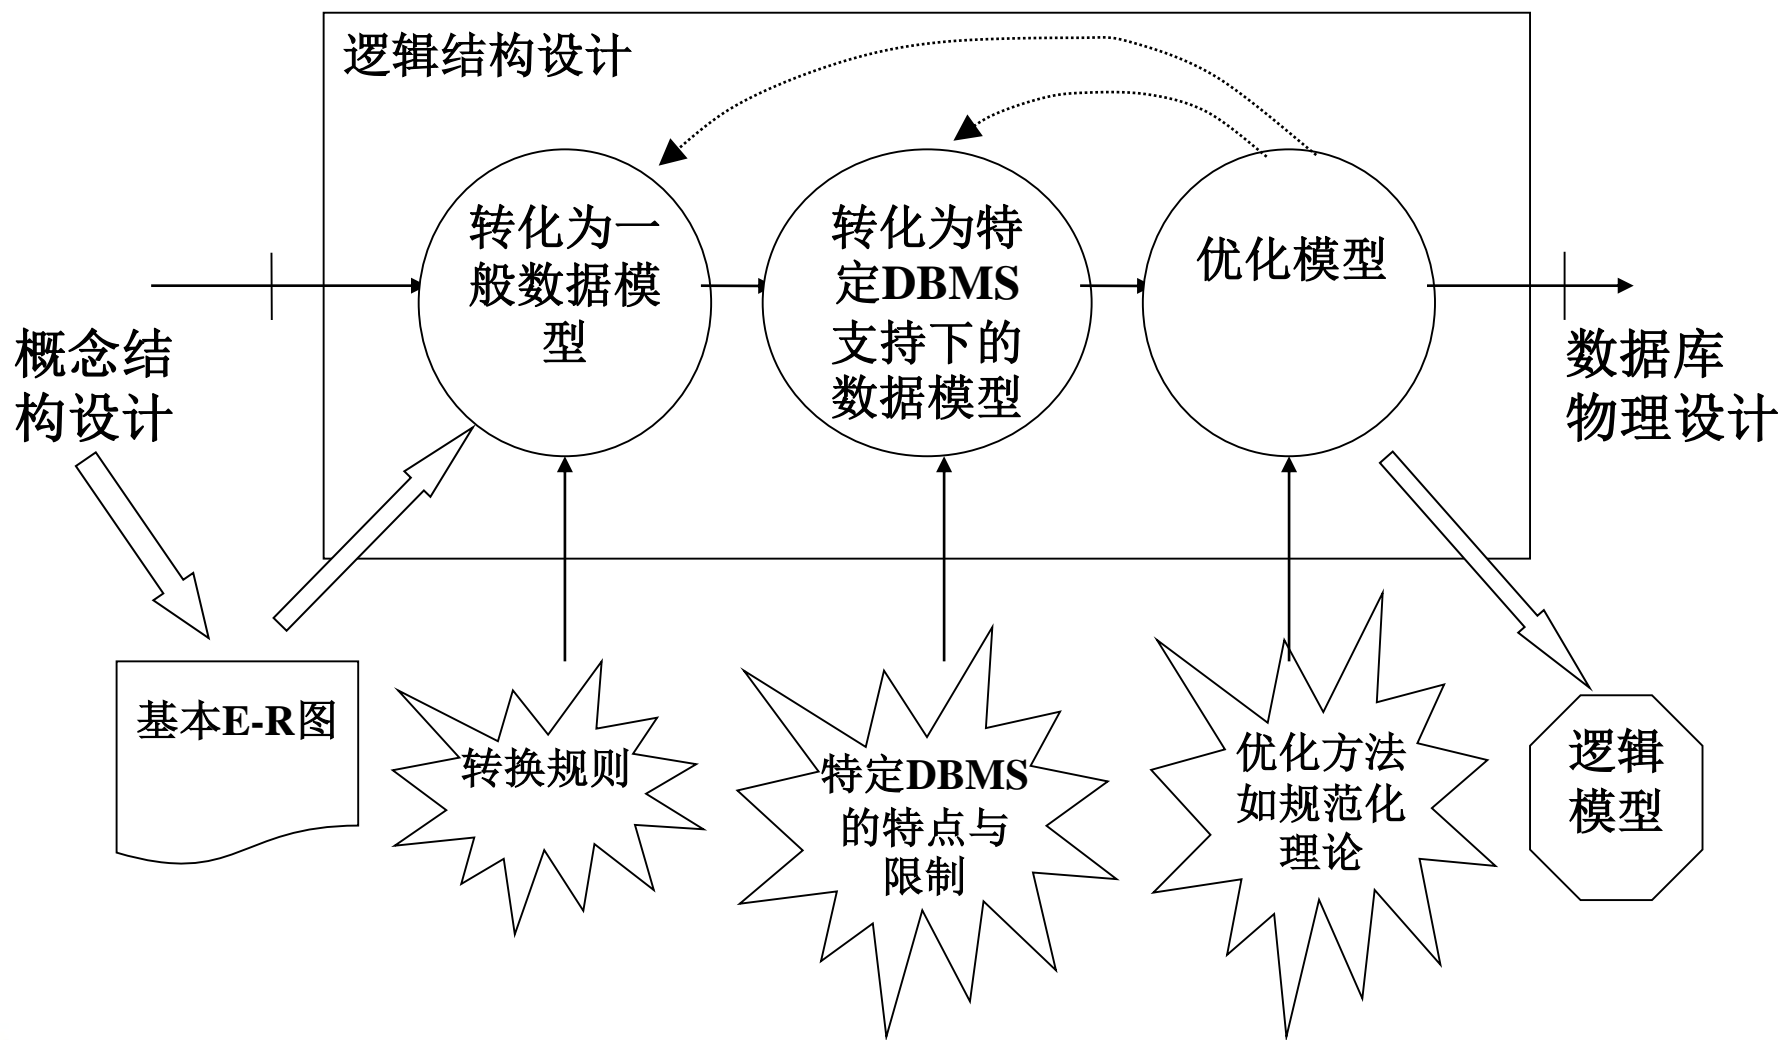 逻辑结构设计
转化为一
般数据模
型
转化为特
定DBMS
支持下的
数据模型
优化模型
概念结
构设计
数据库
物理设计
基本E-R图
转换规则
特定DBMS
的特点与
限制
优化方法
如规范化
理论
逻辑
模型